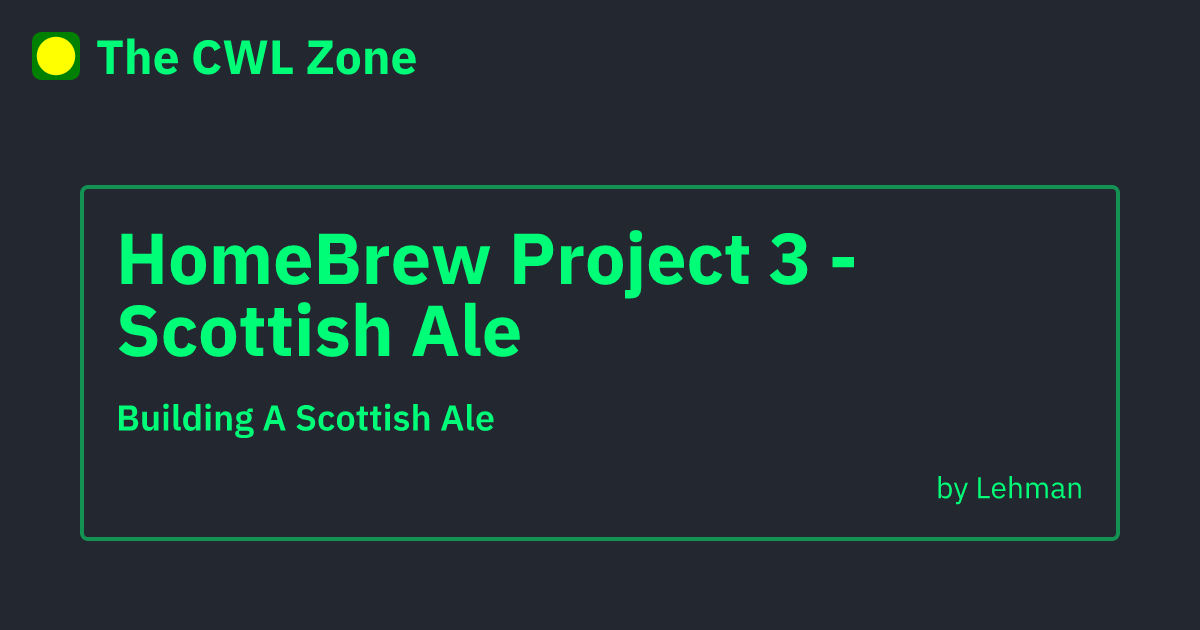 The CWL Zone
HomeBrew Project 3 -
Scottish Ale
Building A Scottish Ale
by Lehman